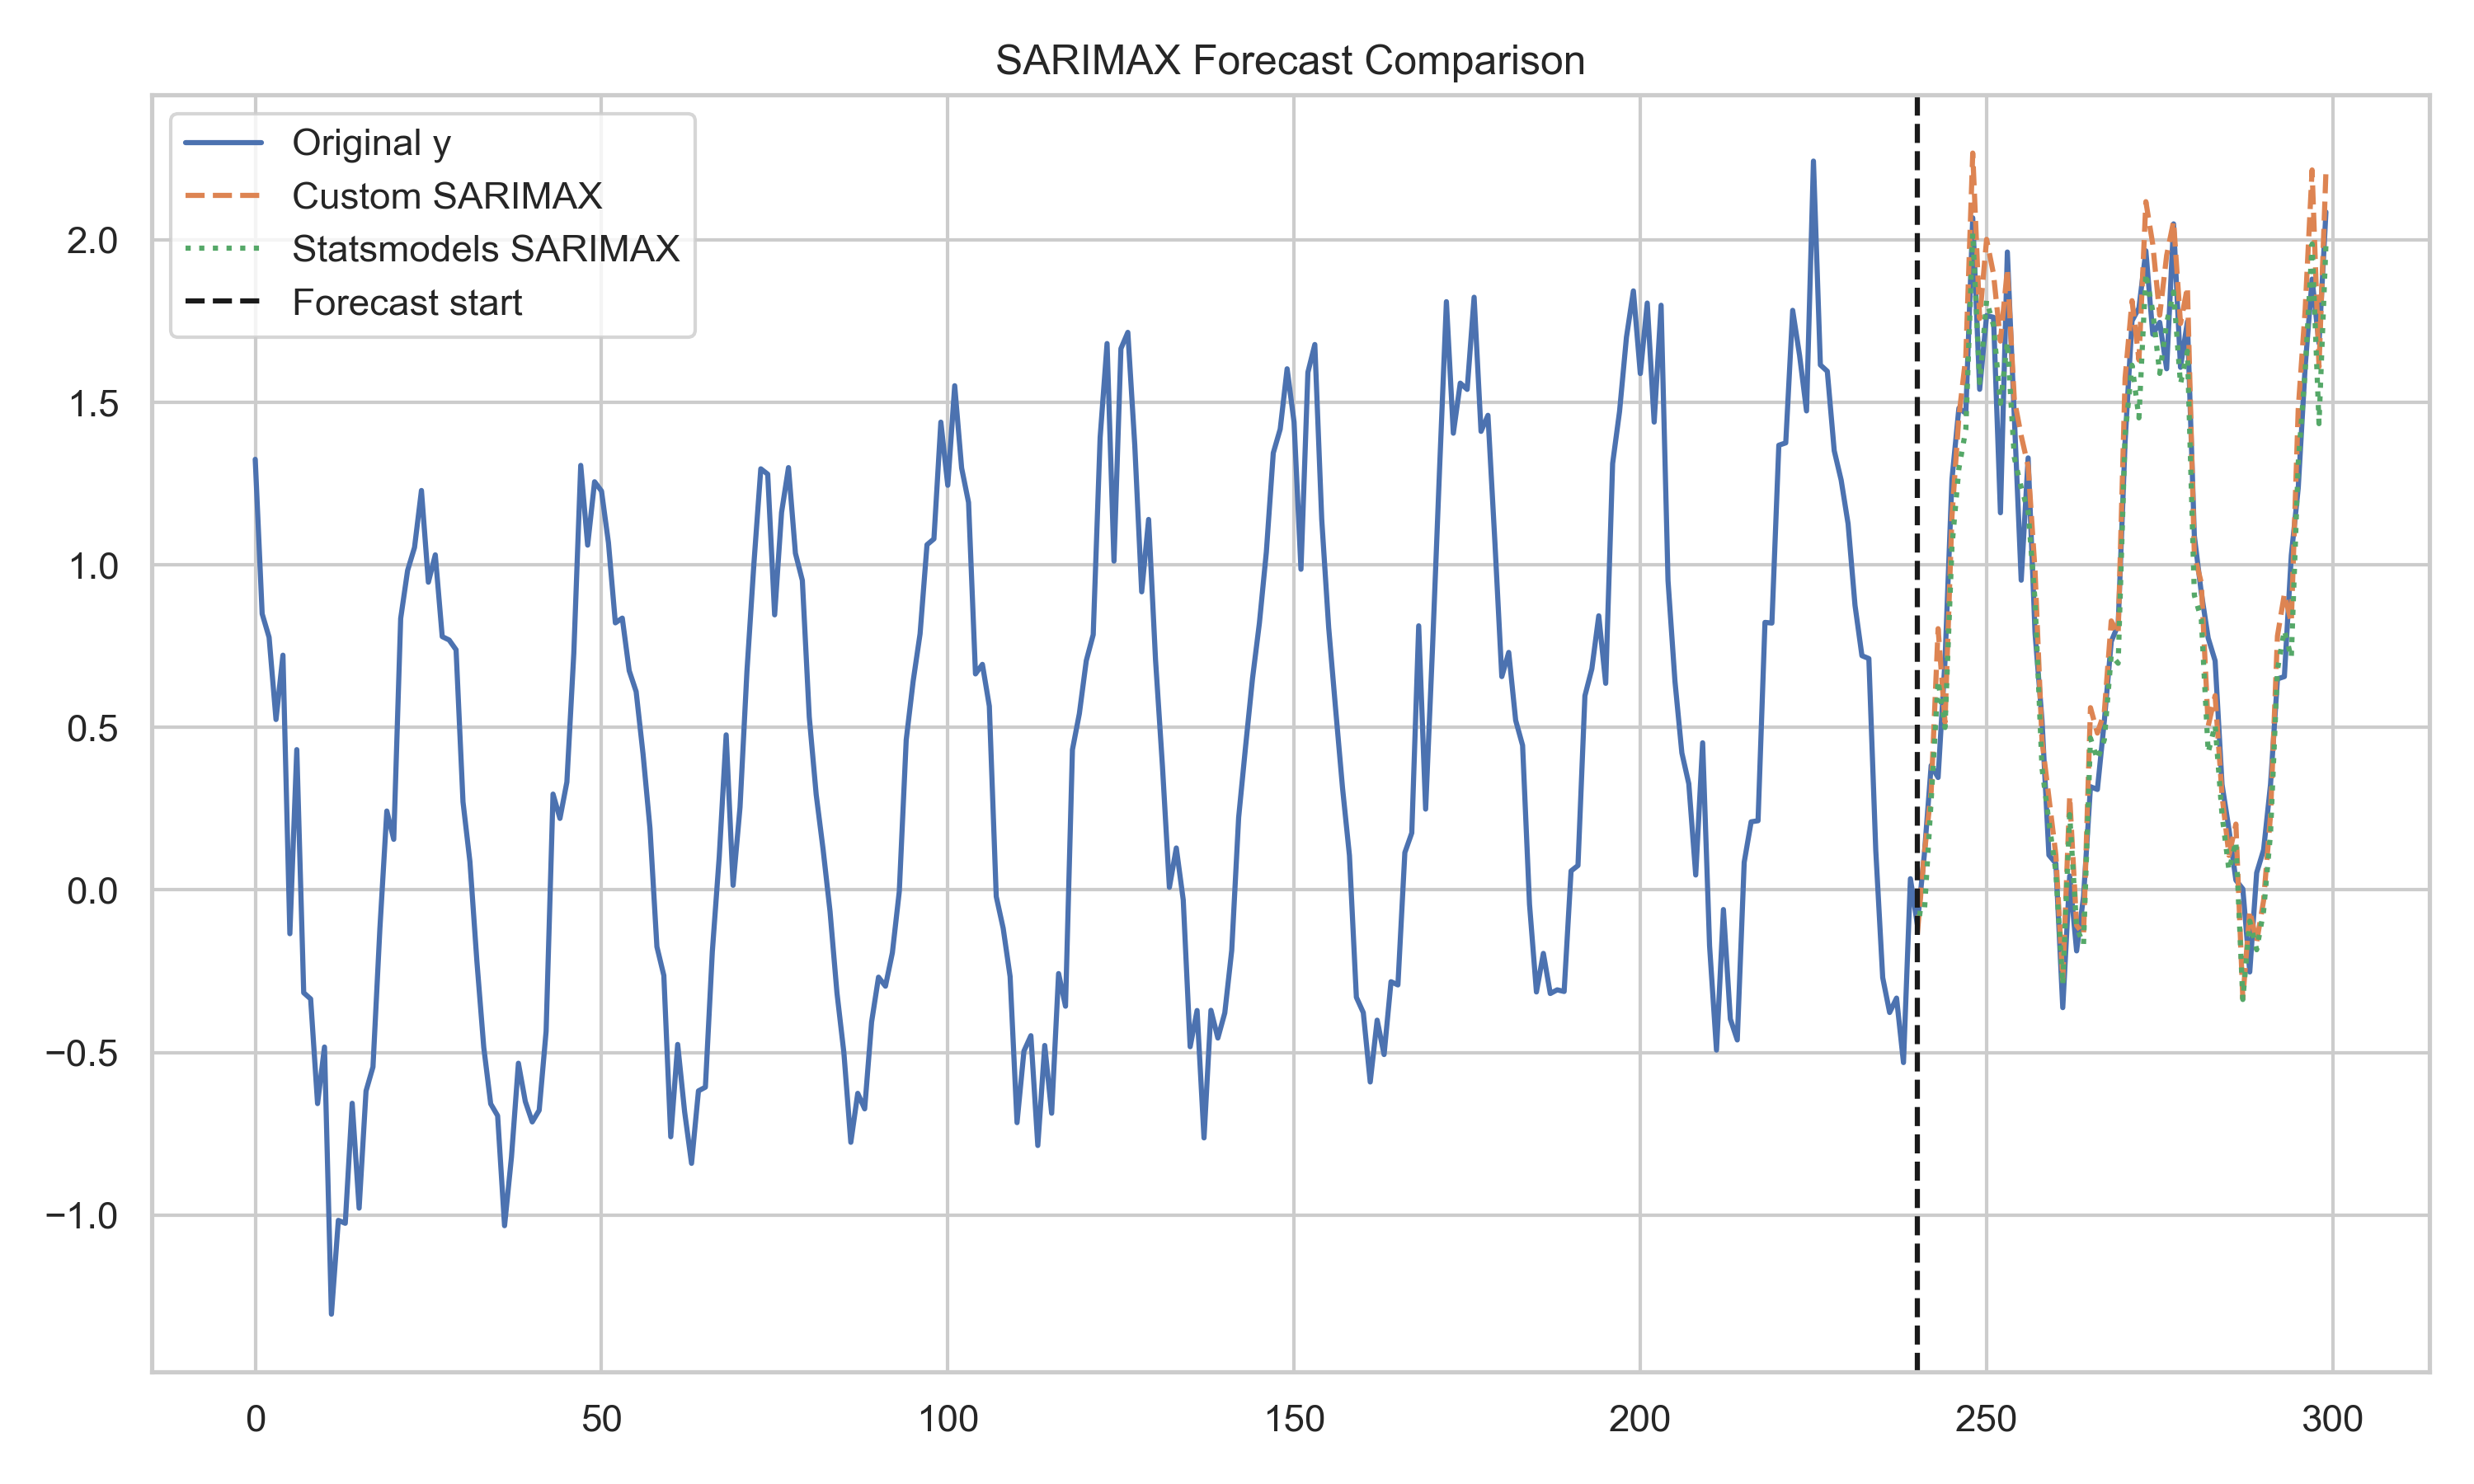 SARIMAX Forecast Comparison
Original y
Custom SARIMAX
Statsmodels SARIMAX
Forecast start
2.0
1.5
1.0
0.5
0.0
−0.5
−1.0
0 50 100 150 200 250 300